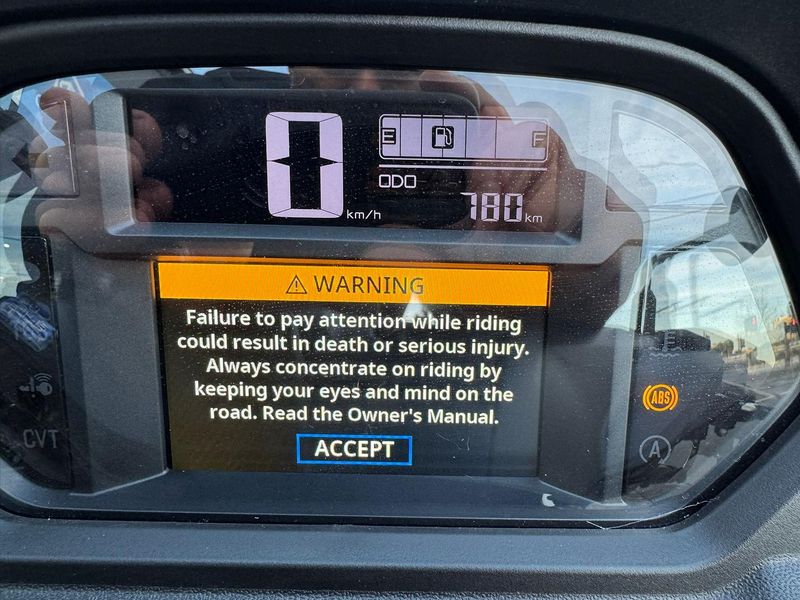 0 km/h
E F
ODO
780 km
WARNING
Failure to pay attention while riding
could result in death or serious injury.
Always concentrate on riding by
keeping your eyes and mind on the
road. Read the Owner's Manual.
ACCEPT
ABS
A
CVT